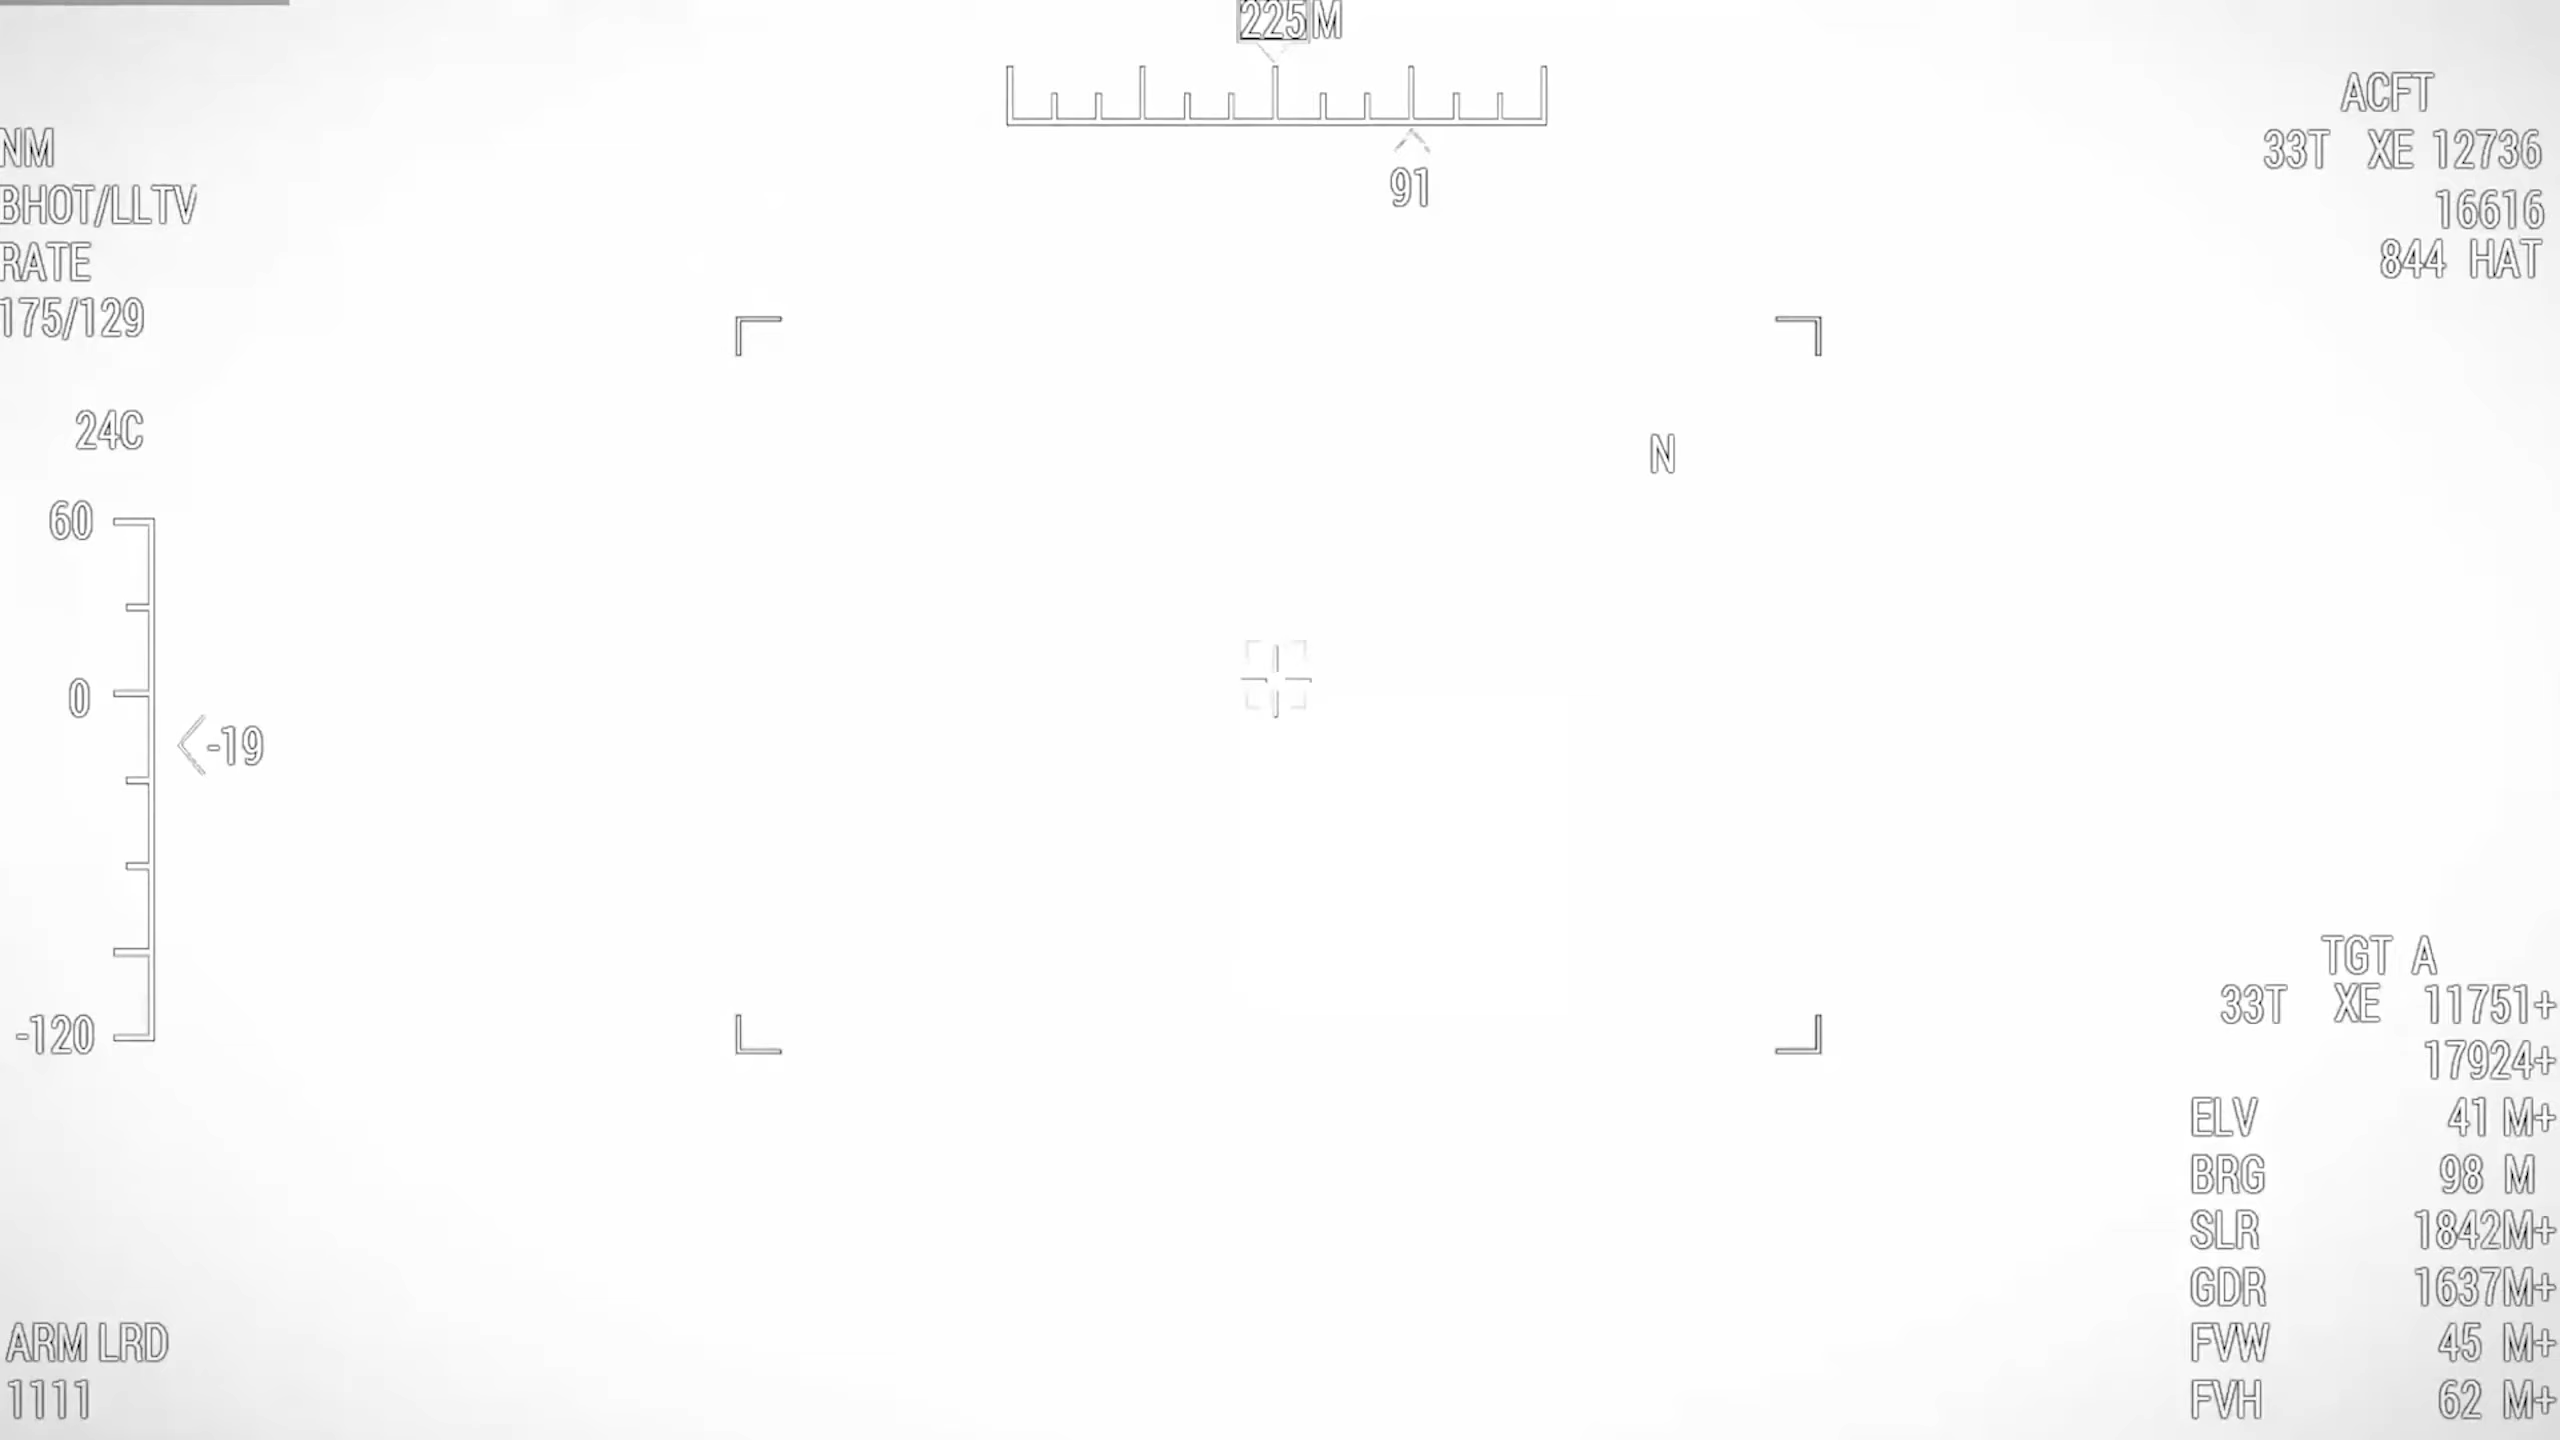 225M
91
NM
BHOT/LLTV
RATE
175/129
24C
60
0
-19
-120
ARM LRD
1111
ACFT
33T XE 12736
16616
844 HAT
N
TGT A
33T XE 11751+
17924+
ELV 41 M+
BRG 98 M
SLR 1842M+
GDR 1637M+
FVW 45 M+
FVH 62 M+